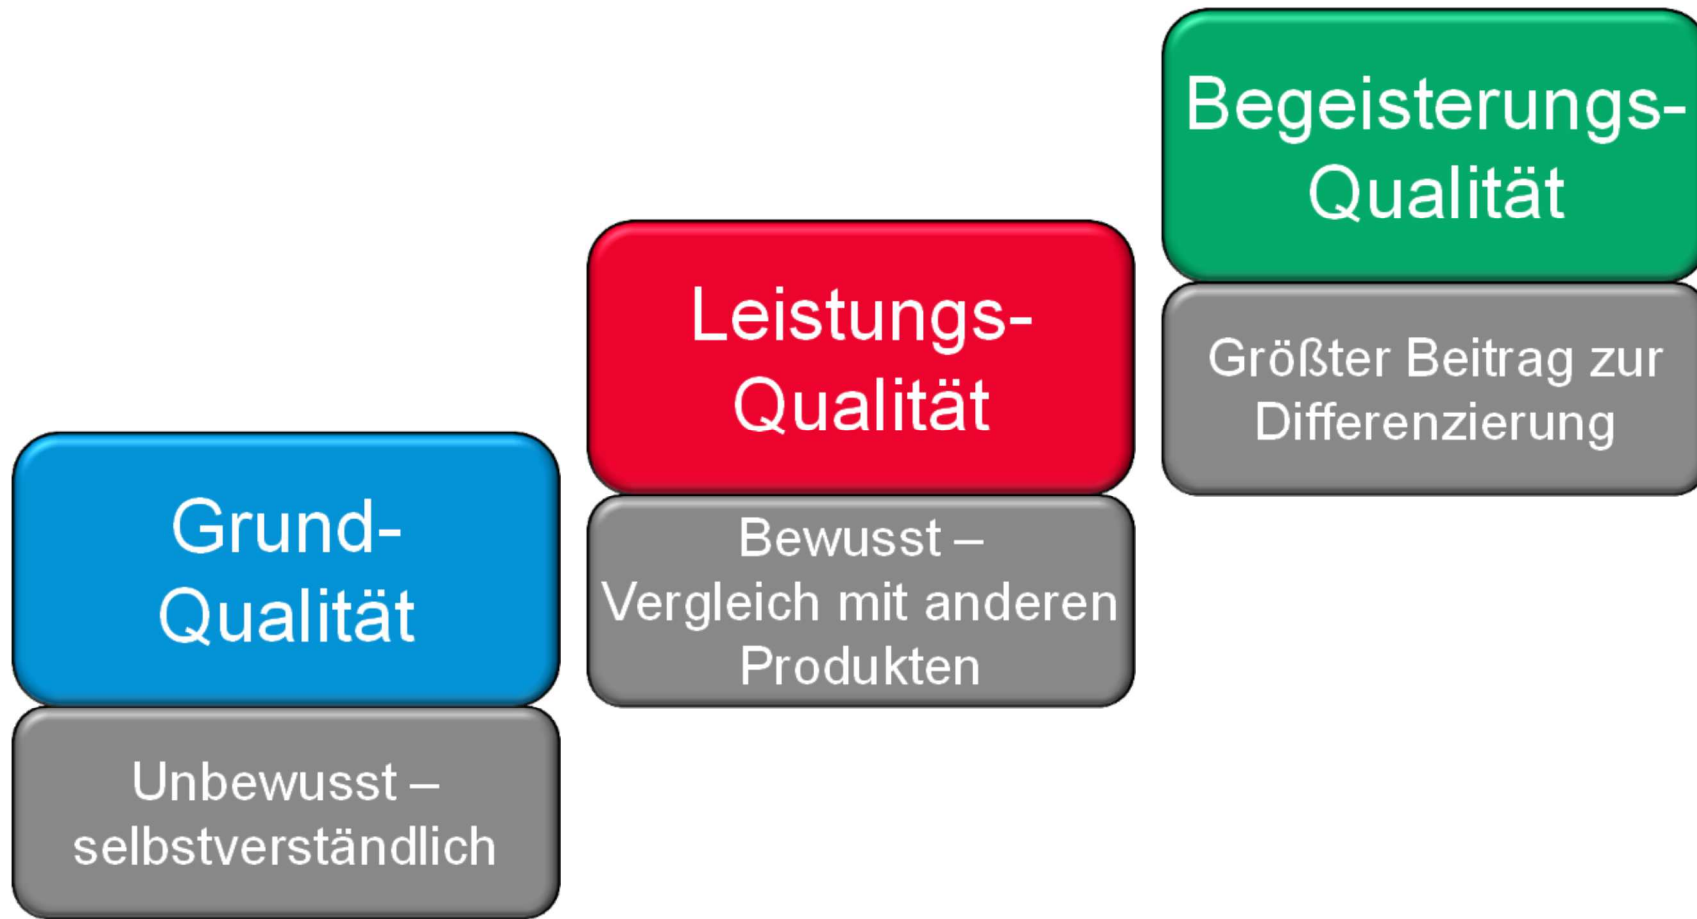 Grund-
Qualität
Unbewusst –
selbstverständlich
Leistungs-
Qualität
Bewusst –
Vergleich mit anderen
Produkten
Begeisterungs-
Qualität
Größter Beitrag zur
Differenzierung